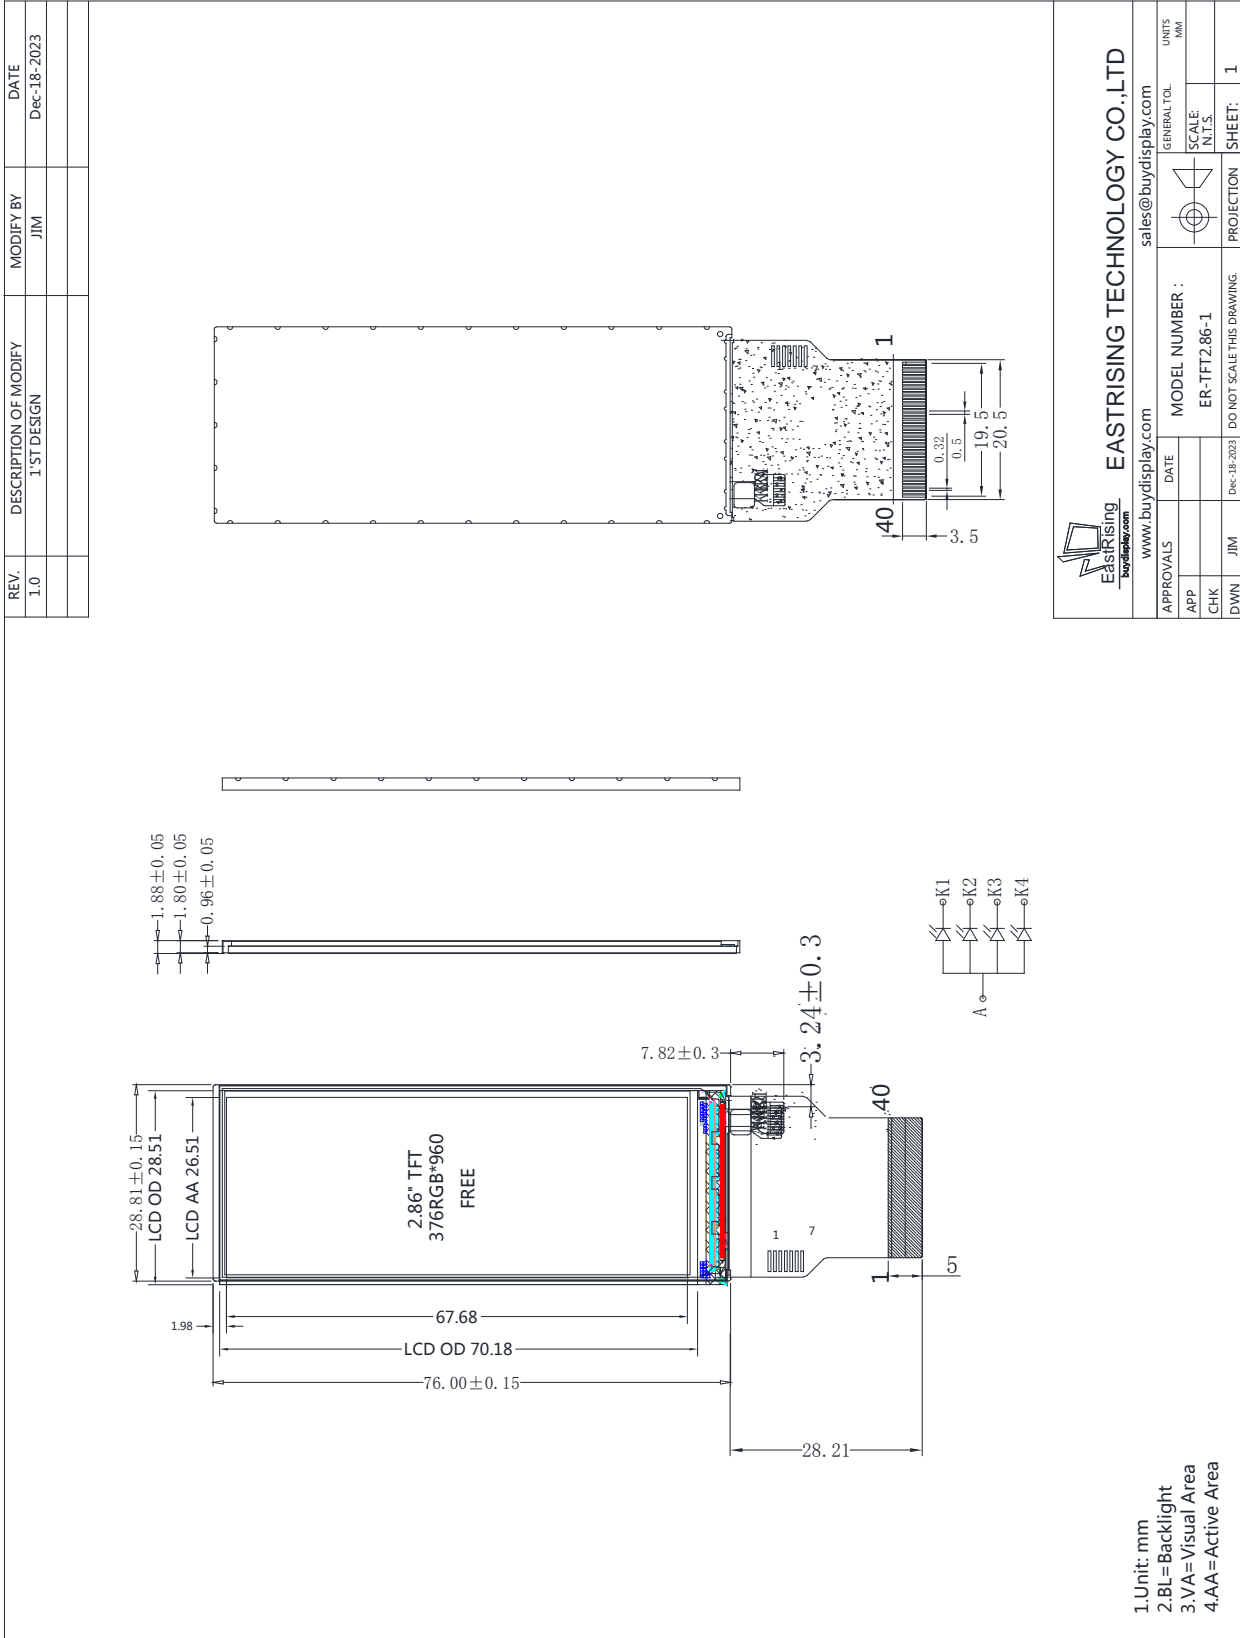 REV.
DESCRIPTION OF MODIFY
MODIFY BY
DATE
1.0
1'ST DESIGN
JIM
Dec-18-2023
1
40
0.32
0.5
19.5
20.5
3.5
1.88±0.05
1.80±0.05
0.96±0.05
28.81±0.15
LCD OD 28.51
LCD AA 26.51
2.86" TFT
376RGB*960
FREE
7.82±0.3
3.24±0.3
1.98
67.68
LCD OD 70.18
76.00±0.15
28.21
1
7
40
1
5
A
K1
K2
K3
K4
1.Unit: mm
2.BL=Backlight
3.VA=Visual Area
4.AA=Active Area
EastRising
buydisplay.com
EASTRISING TECHNOLOGY CO.,LTD
www.buydisplay.com
sales@buydisplay.com
APPROVALS
DATE
APP
CHK
DWN
JIM
Dec-18-2023
MODEL NUMBER :
ER-TFT2.86-1
DO NOT SCALE THIS DRAWING.
PROJECTION
GENERAL TOL.
UNITS
MM
SCALE:
N.T.S.
SHEET:
1